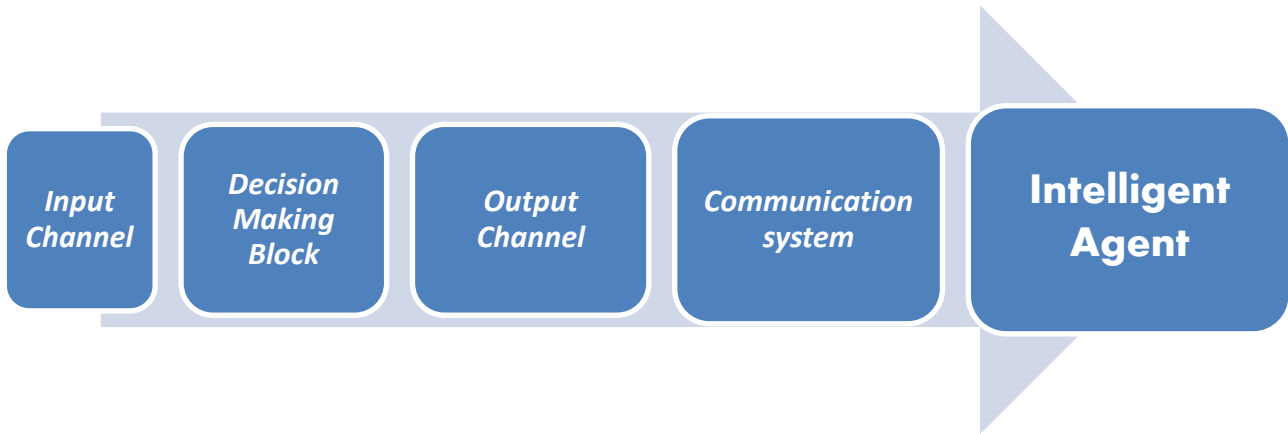 Input
Channel
Decision
Making
Block
Output
Channel
Communication
system
Intelligent
Agent